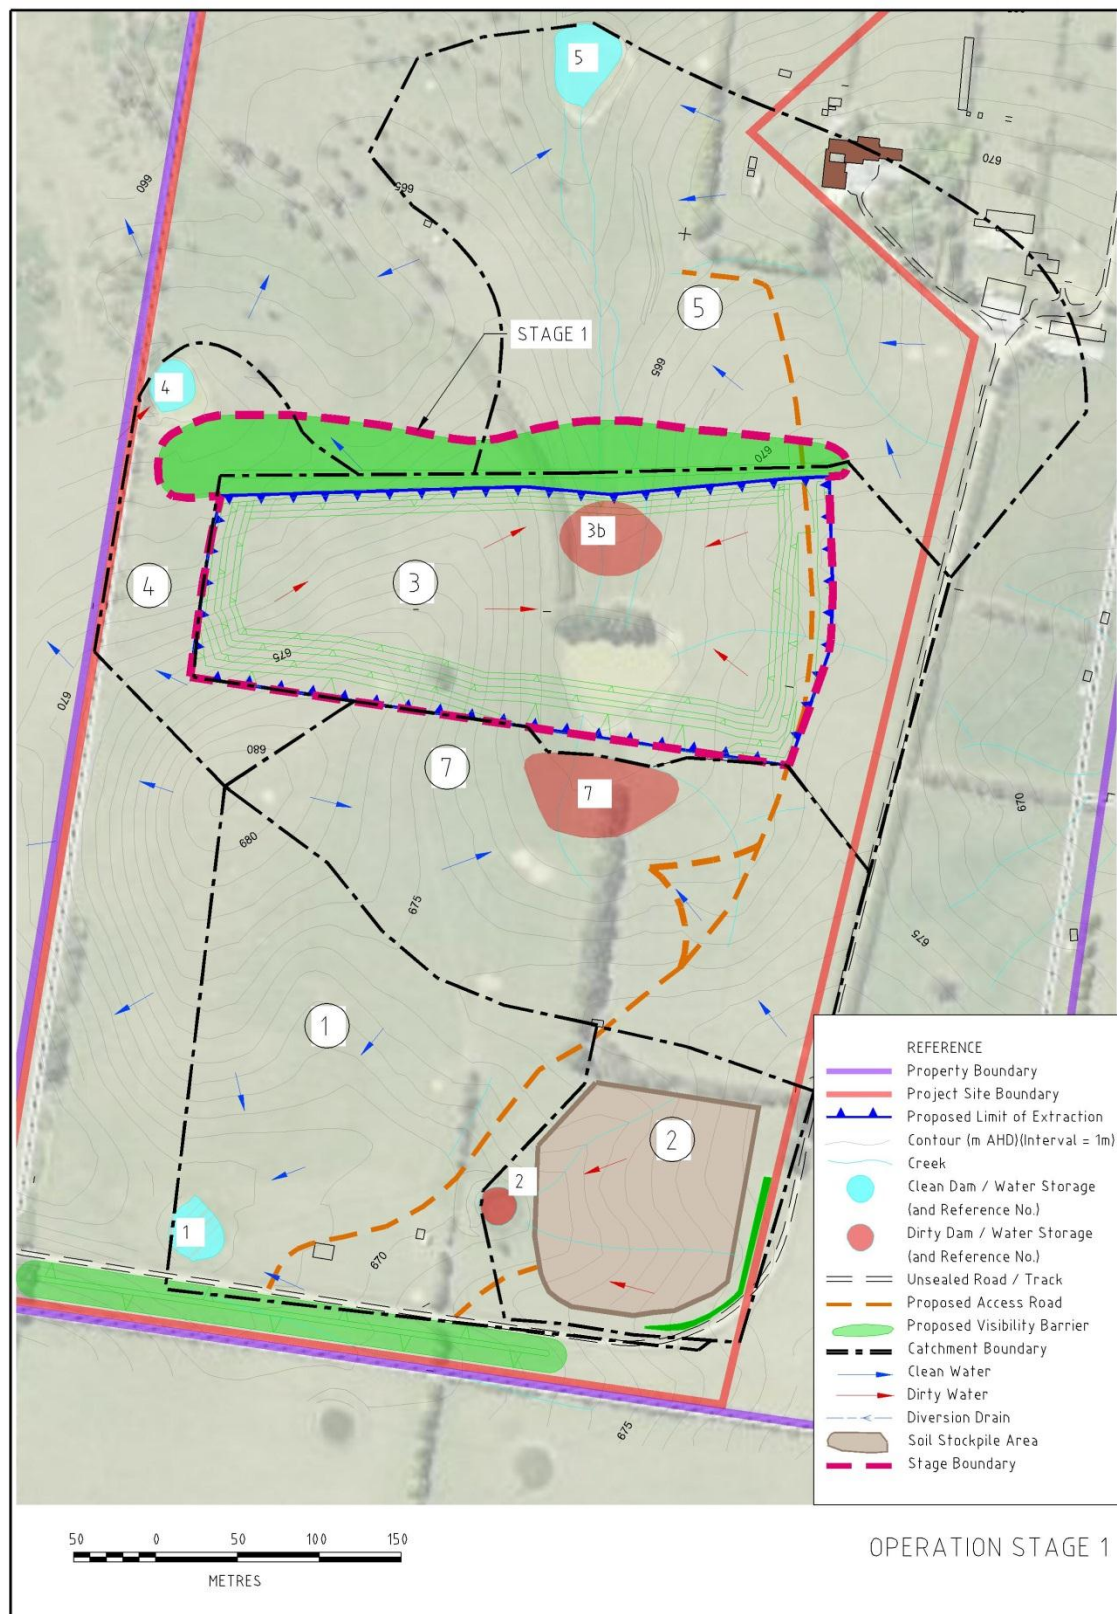 5
670
660
665
5
STAGE 1
665
4
670
3b
3
4
675
670
680
7
7
680
670
675
675
1
2
2
1
670
675
REFERENCE
Property Boundary
Project Site Boundary
Proposed Limit of Extraction
Contour (m AHD)(Interval = 1m)
Creek
Clean Dam / Water Storage
(and Reference No.)
Dirty Dam / Water Storage
(and Reference No.)
Unsealed Road / Track
Proposed Access Road
Proposed Visibility Barrier
Catchment Boundary
Clean Water
Dirty Water
Diversion Drain
Soil Stockpile Area
Stage Boundary
50 0 50 100 150
METRES
OPERATION STAGE 1